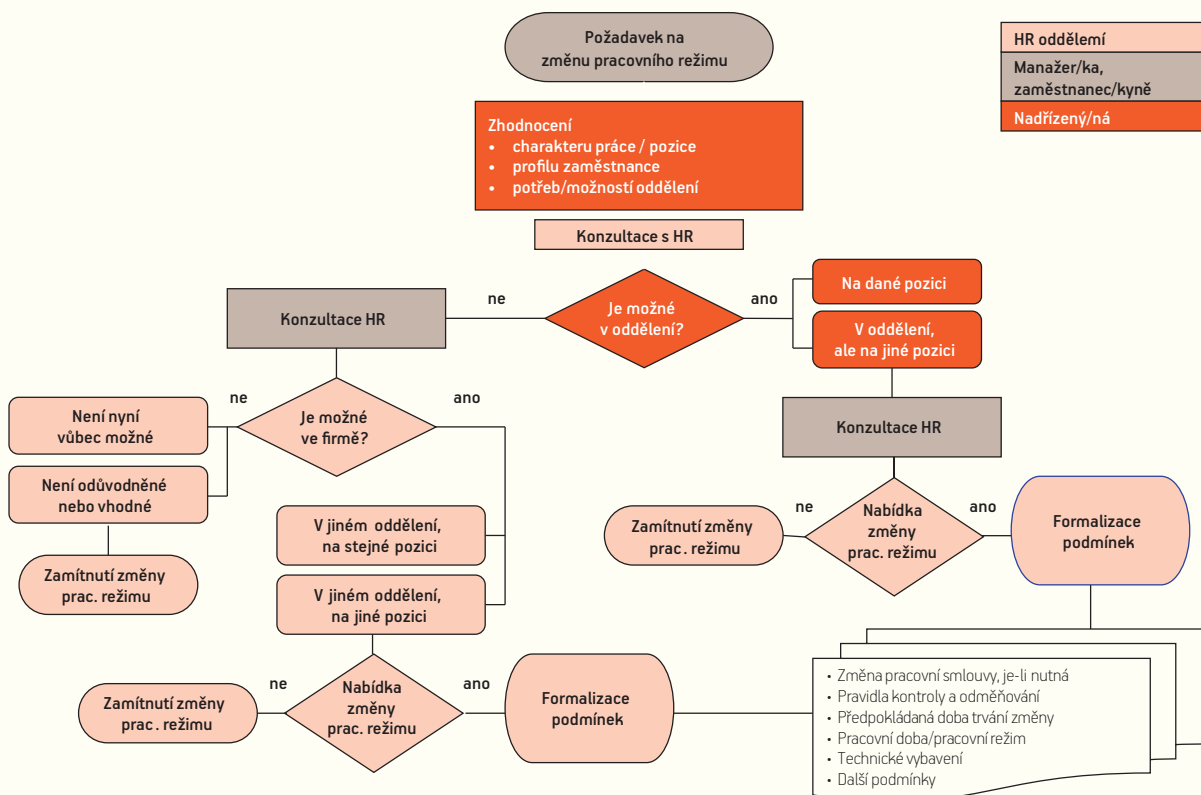 Požadavek na
změnu pracovního režimu
HR oddělemí
Manažer/ka,
zaměstnanec/kyně
Nadřízený/ná
Zhodnocení
• charakteru práce / pozice
• profilu zaměstnance
• potřeb/možností oddělení
Konzultace s HR
Je možné
v oddělení?
ne
ano
Na dané pozici
V oddělení,
ale na jiné pozici
Konzultace HR
Je možné
ve firmě?
ne
ano
Není nyní
vůbec možné
Není odůvodněné
nebo vhodné
Zamítnutí změny
prac. režimu
V jiném oddělení,
na stejné pozici
V jiném oddělení,
na jiné pozici
Nabídka
změny
prac. režimu
ne
ano
Zamítnutí změny
prac. režimu
Formalizace
podmínek
Konzultace HR
Nabídka
změny
prac. režimu
ne
ano
Zamítnutí změny
prac. režimu
Formalizace
podmínek
• Změna pracovní smlouvy, je-li nutná
• Pravidla kontroly a odměňování
• Předpokládaná doba trvání změny
• Pracovní doba/pracovní režim
• Technické vybavení
• Další podmínky